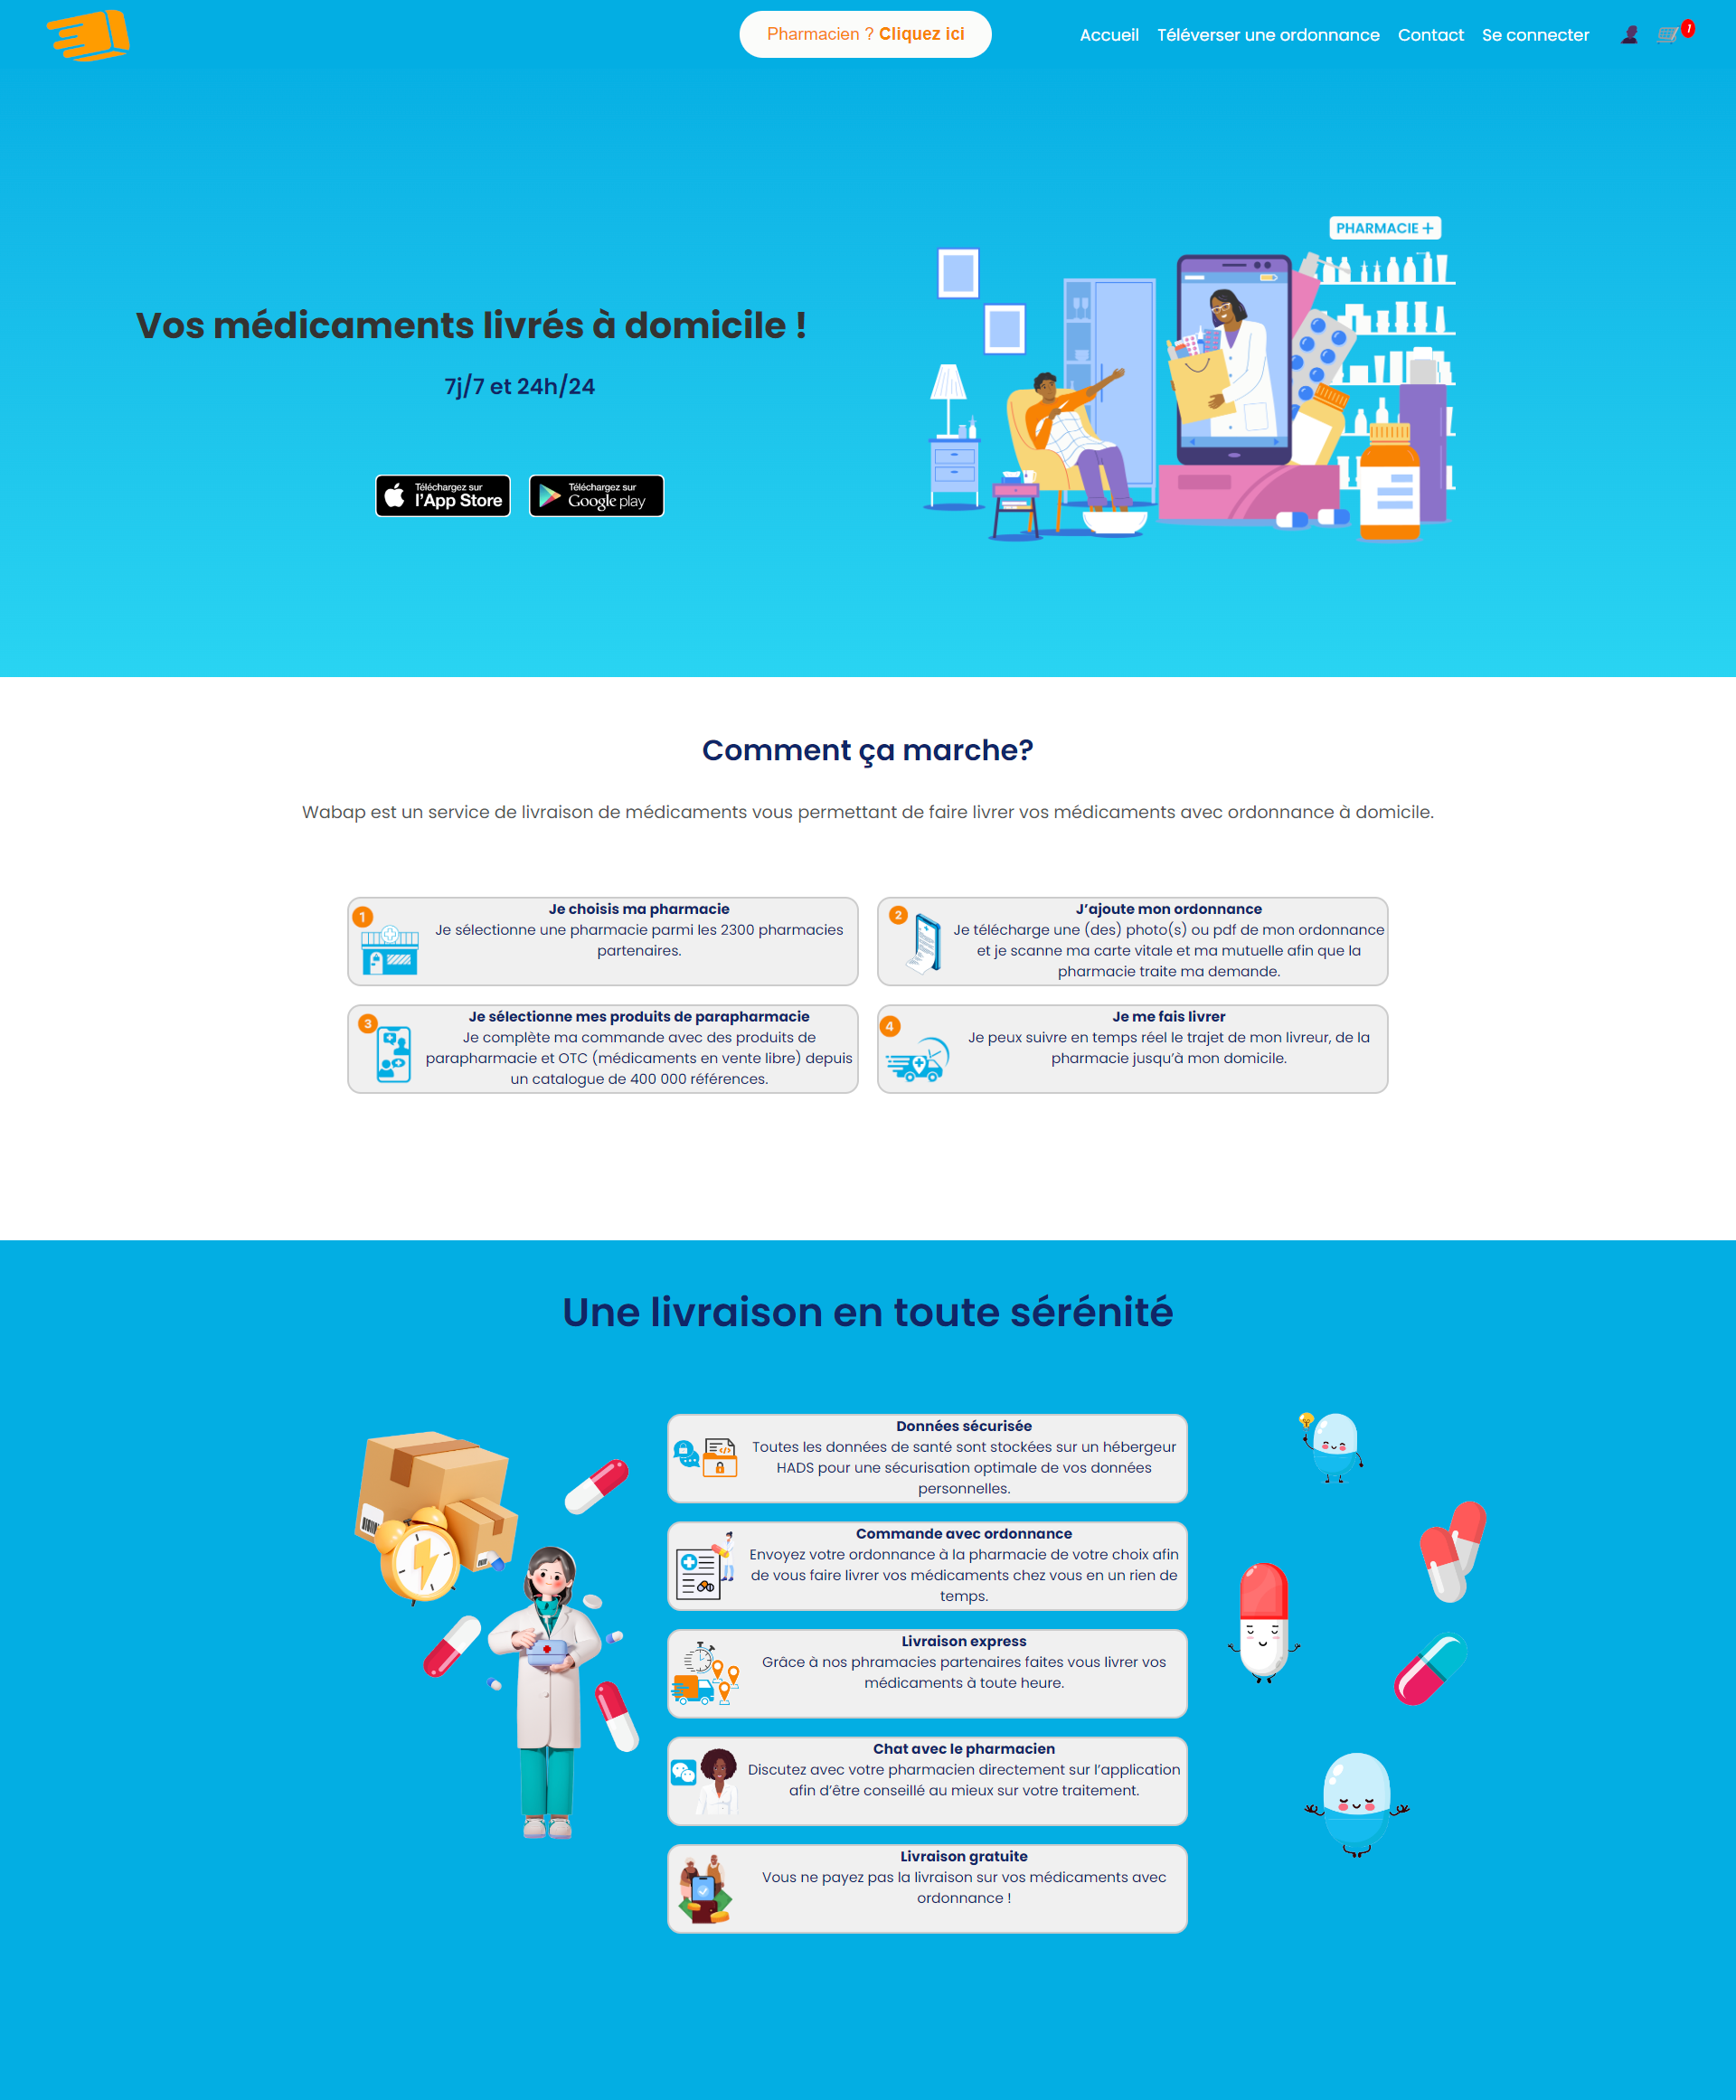 Pharmacien ? Cliquez ici
Accueil
Téléverser une ordonnance
Contact
Se connecter
1
PHARMACIE +
Vos médicaments livrés à domicile !
7j/7 et 24h/24
Téléchargez sur
l'App Store
Téléchargez sur
Google play
Comment ça marche?
Wabap est un service de livraison de médicaments vous permettant de faire livrer vos médicaments avec ordonnance à domicile.
1
Je choisis ma pharmacie
Je sélectionne une pharmacie parmi les 2300 pharmacies
partenaires.
2
J’ajoute mon ordonnance
Je télécharge une (des) photo(s) ou pdf de mon ordonnance
et je scanne ma carte vitale et ma mutuelle afin que la
pharmacie traite ma demande.
3
Je sélectionne mes produits de parapharmacie
Je complète ma commande avec des produits de
parapharmacie et OTC (médicaments en vente libre) depuis
un catalogue de 400 000 références.
4
Je me fais livrer
Je peux suivre en temps réel le trajet de mon livreur, de la
pharmacie jusqu’à mon domicile.
Une livraison en toute sérénité
Données sécurisée
Toutes les données de santé sont stockées sur un hébergeur
HADS pour une sécurisation optimale de vos données
personnelles.
Commande avec ordonnance
Envoyez votre ordonnance à la pharmacie de votre choix afin
de vous faire livrer vos médicaments chez vous en un rien de
temps.
Livraison express
Grâce à nos phramacies partenaires faites vous livrer vos
médicaments à toute heure.
Chat avec le pharmacien
Discutez avec votre pharmacien directement sur l’application
afin d’être conseillé au mieux sur votre traitement.
Livraison gratuite
Vous ne payez pas la livraison sur vos médicaments avec
ordonnance !